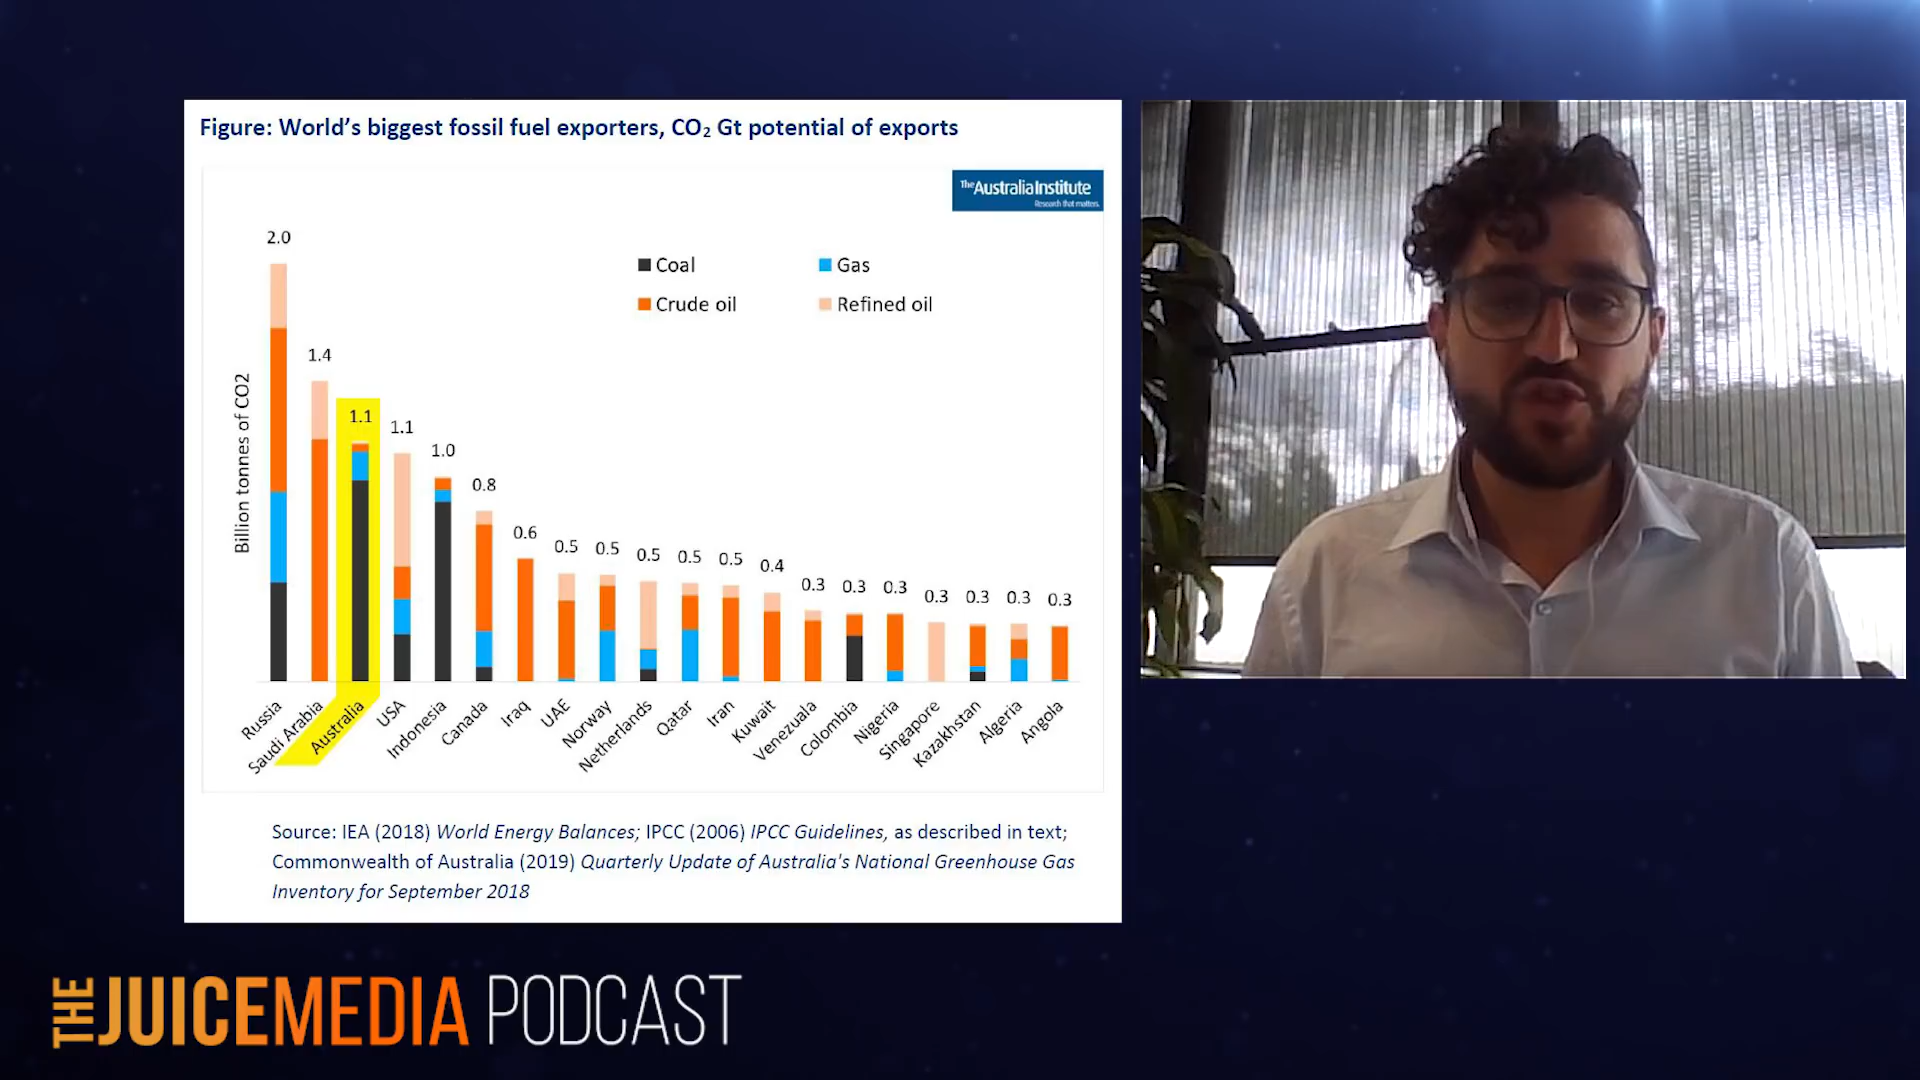 Figure: World's biggest fossil fuel exporters, CO₂ Gt potential of exports
The Australia Institute
Research that matters.
Coal
Gas
Crude oil
Refined oil
Billion tonnes of CO2
2.0
1.4
1.1
1.1
1.0
0.8
0.6
0.5
0.5
0.5
0.5
0.5
0.4
0.3
0.3
0.3
0.3
0.3
0.3
0.3
Russia
Saudi Arabia
Australia
USA
Indonesia
Canada
Iraq
UAE
Norway
Netherlands
Qatar
Iran
Kuwait
Venezuala
Colombia
Nigeria
Singapore
Kazakhstan
Algeria
Angola
Source: IEA (2018) World Energy Balances; IPCC (2006) IPCC Guidelines, as described in text;
Commonwealth of Australia (2019) Quarterly Update of Australia's National Greenhouse Gas
Inventory for September 2018
THE JUICEMEDIA PODCAST